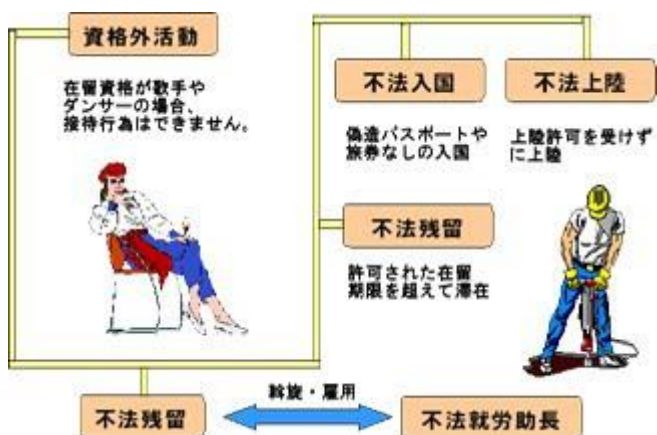 資格外活動
在留資格が歌手や
ダンサーの場合、
接待行為はできません。
不法入国
偽造パスポートや
旅券なしの入国
不法上陸
上陸許可を受けず
に上陸
不法残留
許可された在留
期限を超えて滞在
不法残留
斡旋・雇用
不法就労助長